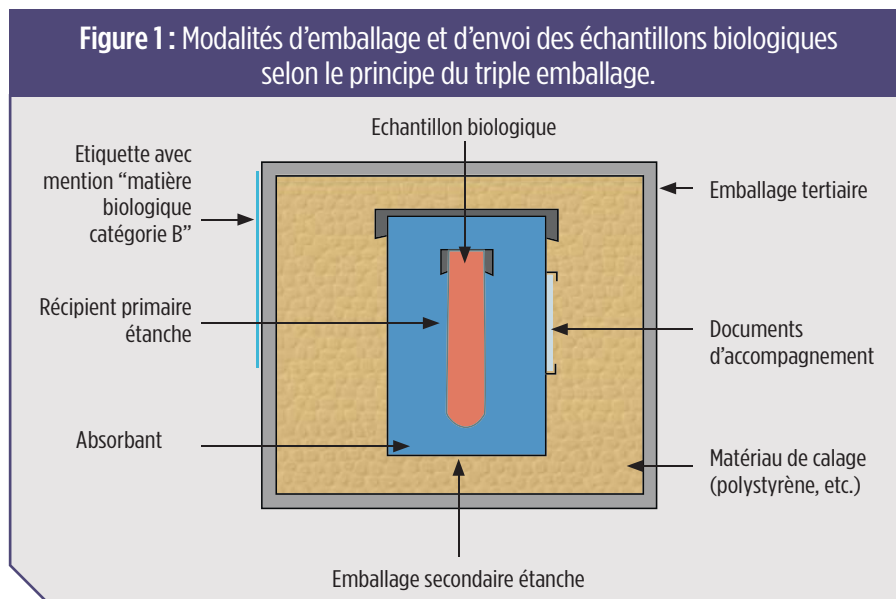 Figure 1 : Modalités d'emballage et d'envoi des échantillons biologiques
selon le principe du triple emballage.
Echantillon biologique
Etiquette avec
mention “matière
biologique
catégorie B”
Emballage tertiaire
Récipient primaire
étanche
Documents
d'accompagnement
Absorbant
Matériau de calage
(polystyrène, etc.)
Emballage secondaire étanche